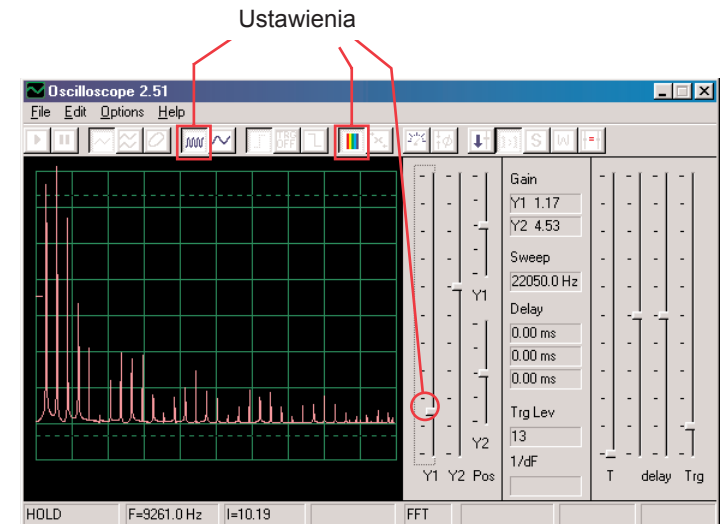 Ustawienia
Oscilloscope 2.51
File Edit Options Help
TRG OFF
S W
Gain
Y1 1.17
Y2 4.53
Sweep
22050.0 Hz
Y1
Delay
0.00 ms
0.00 ms
0.00 ms
Trg Lev
13
Y2
1/dF
Y1 Y2 Pos
T delay Trg
HOLD F=9261.0 Hz I=10.19 FFT